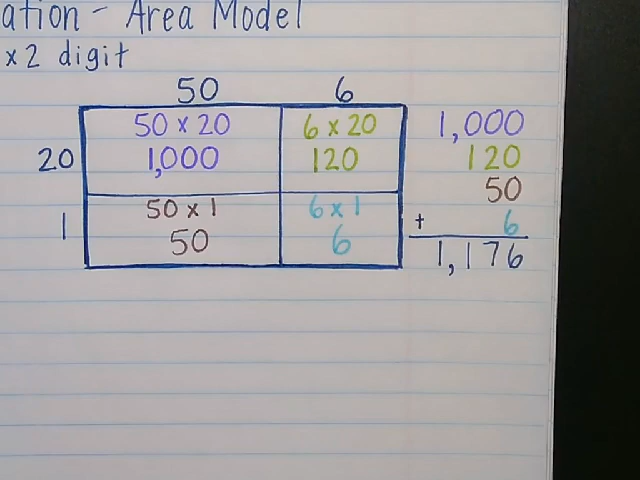 ation - Area Model
x 2 digit
50 6
50 x 20 6 x 20 1,000
20 1,000 120 120
50
50 x 1 6 x 1 + 6
1 50 6 1,176